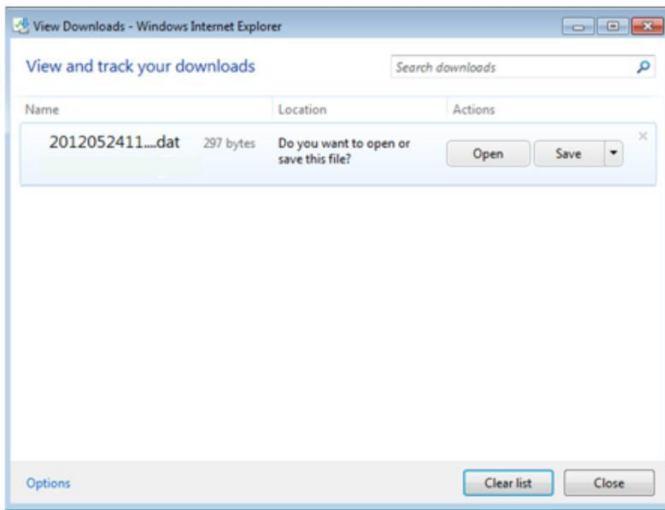 View Downloads - Windows Internet Explorer
View and track your downloads
Search downloads
Name Location Actions
2012052411....dat 297 bytes Do you want to open or
save this file?
Open Save
Options Clear list Close